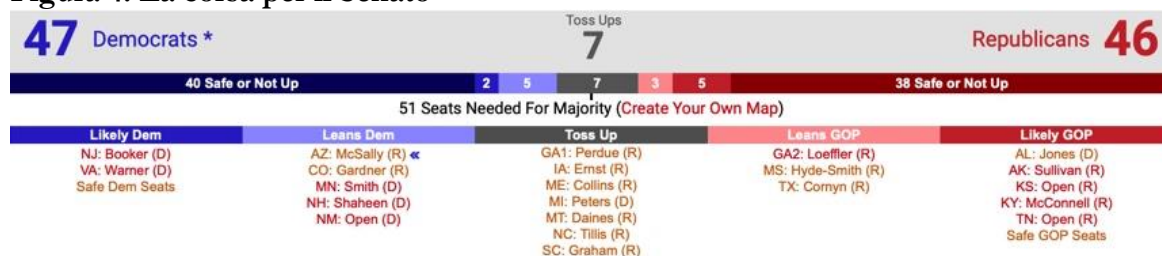 Figura 4. La corsa per il Senato
47 Democrats *
Toss Ups
7
Republicans 46
40 Safe or Not Up 2 5 7 3 5 38 Safe or Not Up
51 Seats Needed For Majority (Create Your Own Map)
Likely Dem Leans Dem Toss Up Leans GOP Likely GOP
NJ: Booker (D) AZ: McSally (R) « GA1: Perdue (R) GA2: Loeffler (R) AL: Jones (D)
VA: Warner (D) CO: Gardner (R) IA: Ernst (R) MS: Hyde-Smith (R) AK: Sullivan (R)
Safe Dem Seats MN: Smith (D) ME: Collins (R) TX: Cornyn (R) KS: Open (R)
NH: Shaheen (D) MI: Peters (D) KY: McConnell (R)
NM: Open (D) MT: Daines (R) TN: Open (R)
NC: Tillis (R) Safe GOP Seats
SC: Graham (R)